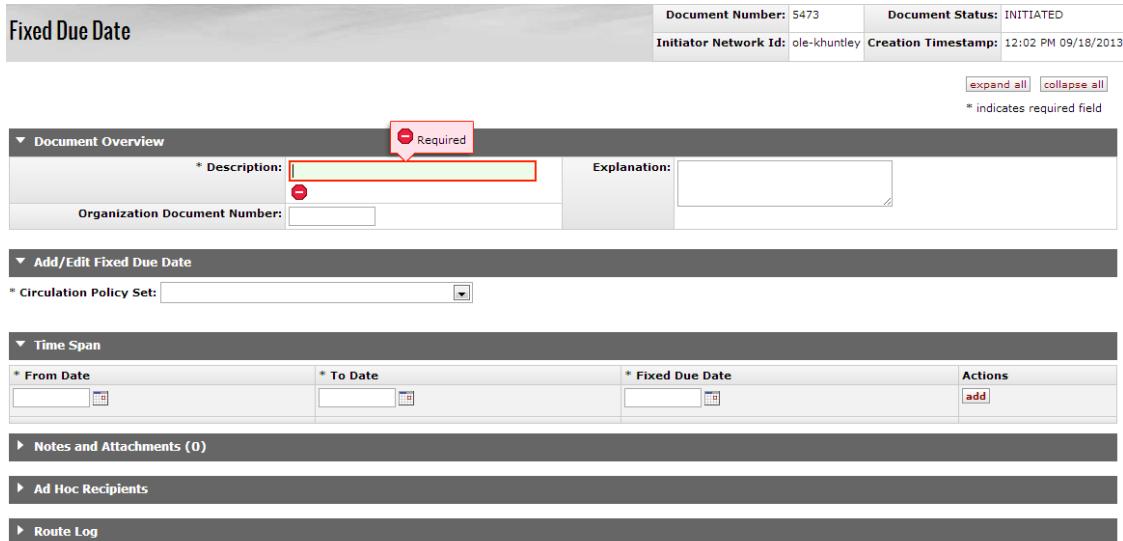 Fixed Due Date
Document Number: 5473 Document Status: INITIATED
Initiator Network Id: ole-khuntley Creation Timestamp: 12:02 PM 09/18/2013
expand all collapse all
* indicates required field
Document Overview
Required
* Description: Explanation:
Organization Document Number:
Add/Edit Fixed Due Date
* Circulation Policy Set:
Time Span
* From Date * To Date * Fixed Due Date Actions
add
Notes and Attachments (0)
Ad Hoc Recipients
Route Log